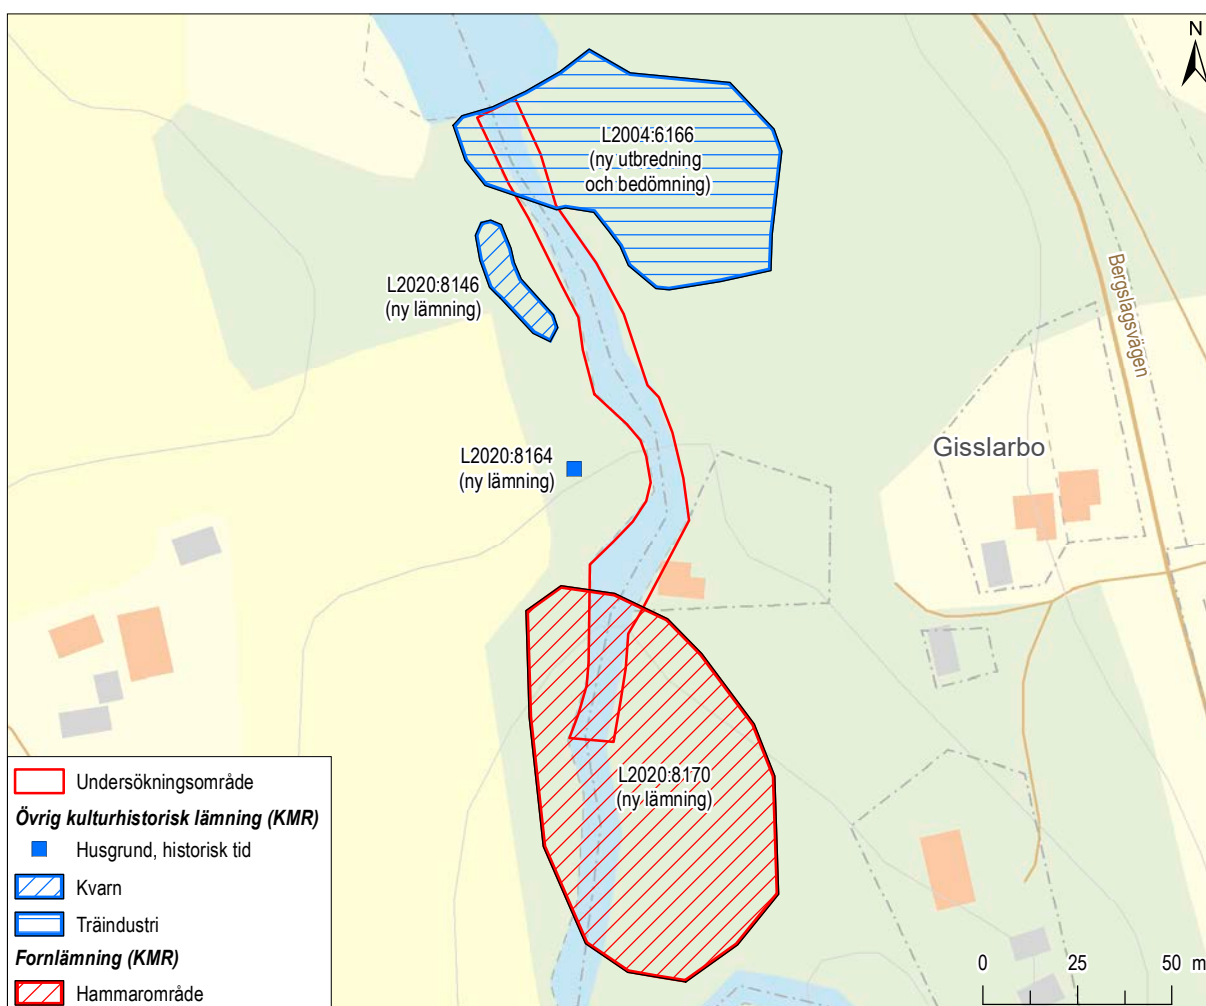 N
L2004:6166
(ny utbredning
och bedömning)
L2020:8146
(ny lämning)
Bergslagsvägen
Gisslarbo
L2020:8164
(ny lämning)
L2020:8170
(ny lämning)
Undersökningsområde
Övrig kulturhistorisk lämning (KMR)
Husgrund, historisk tid
Kvarn
Träindustri
Fornlämning (KMR)
Hammarområde
0 25 50 m